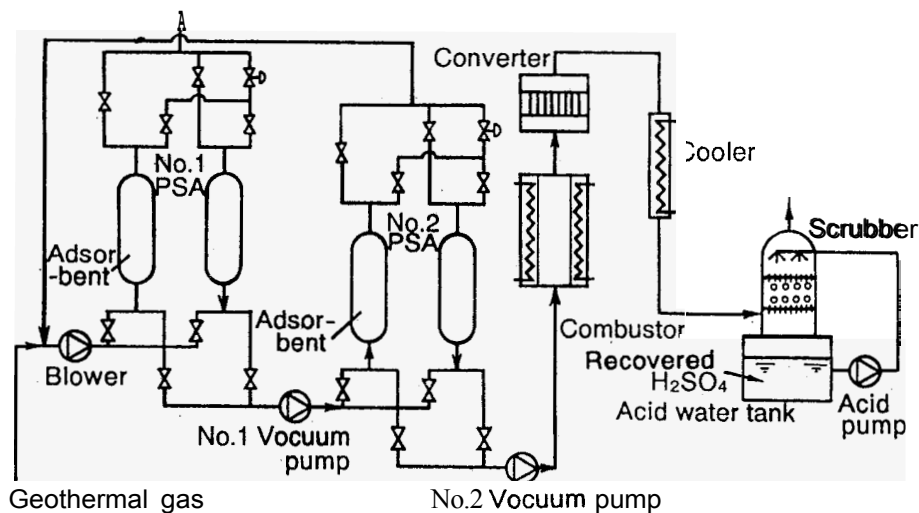 Converter
No.1
PSA
Cooler
No.2
PSA
Scrubber
Adsor
-bent
Adsor-
bent
Combustor
Blower
Recovered
H₂SO₄
Acid water tank
Acid
pump
No.1 Vocuum
pump
Geothermal gas
No.2 Vocuum pump